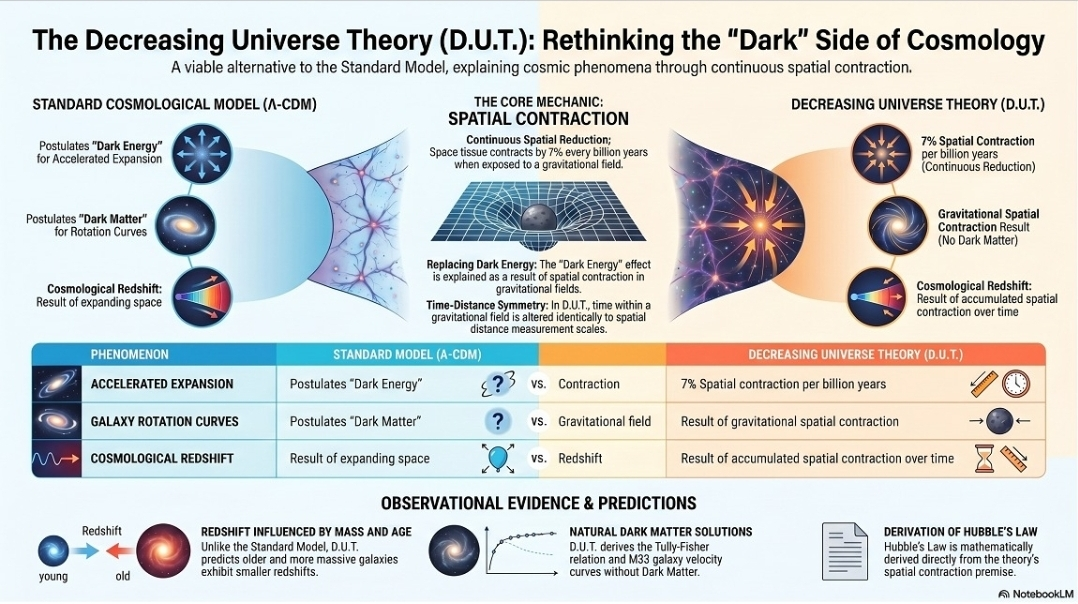 The Decreasing Universe Theory (D.U.T.): Rethinking the "Dark" Side of Cosmology
A viable alternative to the Standard Model, explaining cosmic phenomena through continuous spatial contraction.
STANDARD COSMOLOGICAL MODEL (Λ-CDM)
Postulates "Dark Energy"
for Accelerated Expansion
Postulates "Dark Matter"
for Rotation Curves
Cosmological Redshift:
Result of expanding space
THE CORE MECHANIC:
SPATIAL CONTRACTION
Continuous Spatial Reduction;
Space tissue contracts by 7% every billion years
when exposed to a gravitational field.
Replacing Dark Energy: The "Dark Energy" effect
is explained as a result of spatial contraction in
gravitational fields.
Time-Distance Symmetry: In D.U.T., time within a
gravitational field is altered identically to spatial
distance measurement scales.
DECREASING UNIVERSE THEORY (D.U.T.)
7% Spatial Contraction
per billion years
(Continuous Reduction)
Gravitational Spatial
Contraction Result
(No Dark Matter)
Cosmological Redshift:
Result of accumulated spatial
contraction over time
PHENOMENON STANDARD MODEL (Λ-CDM) DECREASING UNIVERSE THEORY (D.U.T.)
ACCELERATED EXPANSION Postulates "Dark Energy" ? VS. Contraction 7% Spatial contraction per billion years
GALAXY ROTATION CURVES Postulates "Dark Matter" ? VS. Gravitational field Result of gravitational spatial contraction
COSMOLOGICAL REDSHIFT Result of expanding space VS. Redshift Result of accumulated spatial contraction over time
OBSERVATIONAL EVIDENCE & PREDICTIONS
Redshift
young old
REDSHIFT INFLUENCED BY MASS AND AGE
Unlike the Standard Model, D.U.T.
predicts older and more massive galaxies
exhibit smaller redshifts.
NATURAL DARK MATTER SOLUTIONS
D.U.T. derives the Tully-Fisher
relation and M33 galaxy velocity
curves without Dark Matter.
DERIVATION OF HUBBLE'S LAW
Hubble's Law is mathematically
derived directly from the theory's
spatial contraction premise.
NotebookLM